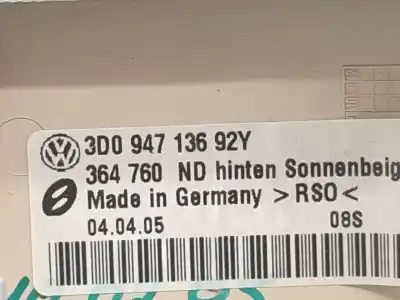 3D0 947 136 92Y
364 760 ND hinten Sonnenbeig
Made in Germany >RSO<
04.04.05 08S